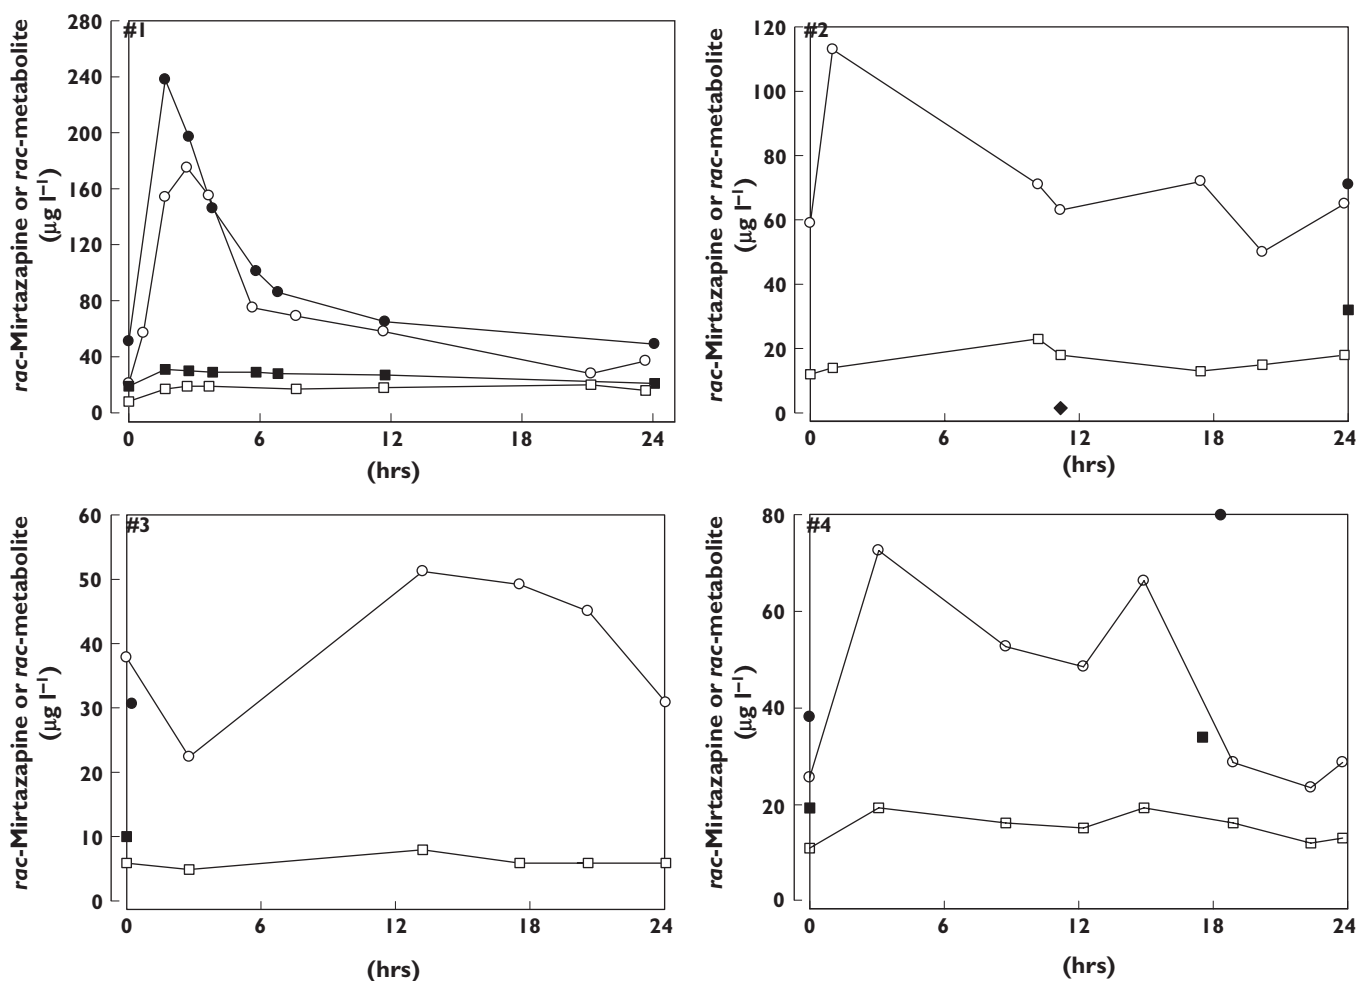 #1
rac-Mirtazapine or rac-metabolite
(μg l⁻¹)
280
240
200
160
120
80
40
0
0 6 12 18 24
(hrs)
#2
rac-Mirtazapine or rac-metabolite
(μg l⁻¹)
120
100
80
60
40
20
0
0 6 12 18 24
(hrs)
#3
rac-Mirtazapine or rac-metabolite
(μg l⁻¹)
60
50
40
30
20
10
0
0 6 12 18 24
(hrs)
#4
rac-Mirtazapine or rac-metabolite
(μg l⁻¹)
80
60
40
20
0
0 6 12 18 24
(hrs)